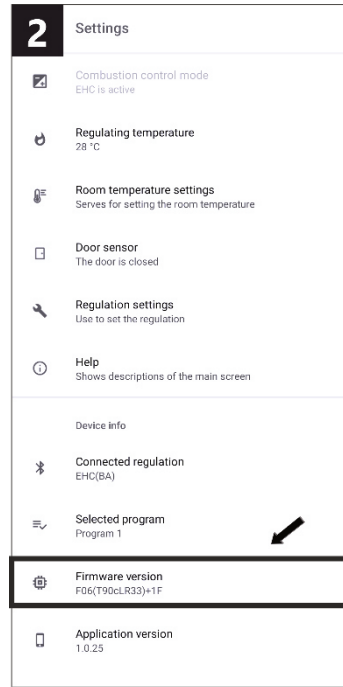 2
Settings
Combustion control mode
EHC is active
Regulating temperature
28 °C
Room temperature settings
Serves for setting the room temperature
Door sensor
The door is closed
Regulation settings
Use to set the regulation
Help
Shows descriptions of the main screen
Device info
Connected regulation
EHC(BA)
Selected program
Program 1
Firmware version
F06(T90cLR33)+1F
Application version
1.0.25